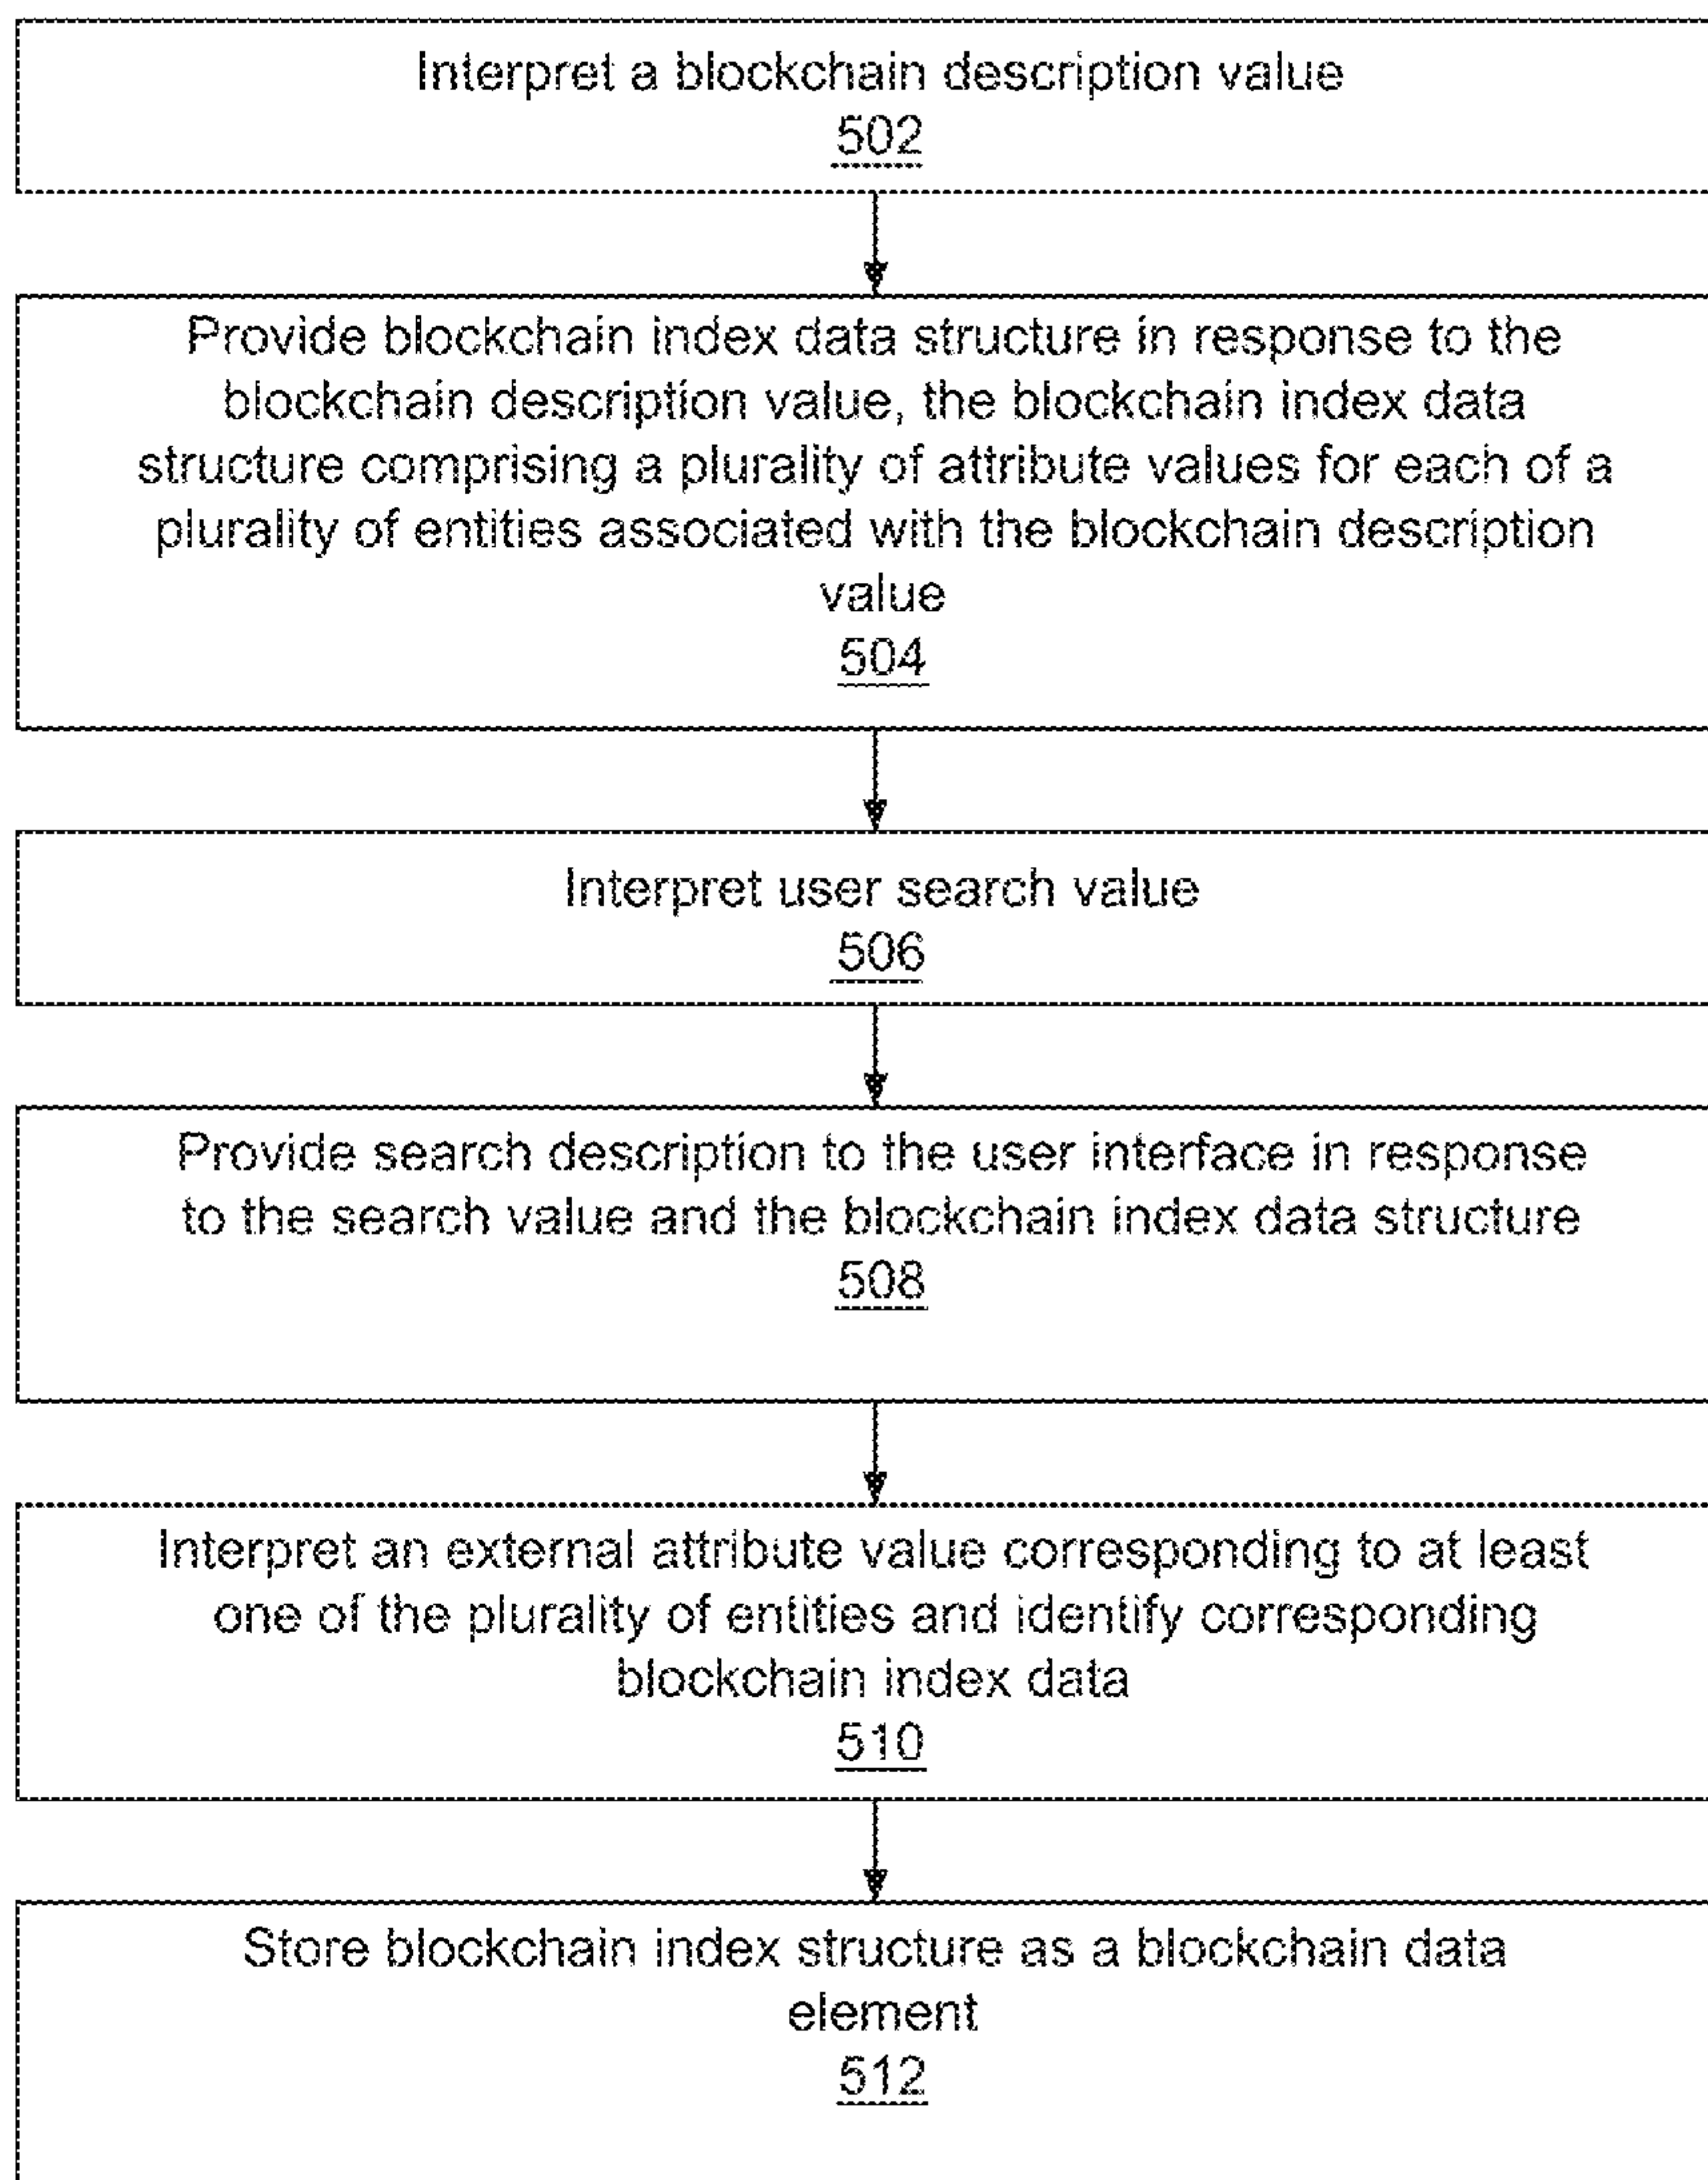 Interpret a blockchain description value
502
Provide blockchain index data structure in response to the
blockchain description value, the blockchain index data
structure comprising a plurality of attribute values for each of a
plurality of entities associated with the blockchain description
value
504
Interpret user search value
506
Provide search description to the user interface in response
to the search value and the blockchain index data structure
508
Interpret an external attribute value corresponding to at least
one of the plurality of entities and identify corresponding
blockchain index data
510
Store blockchain index structure as a blockchain data
element
512